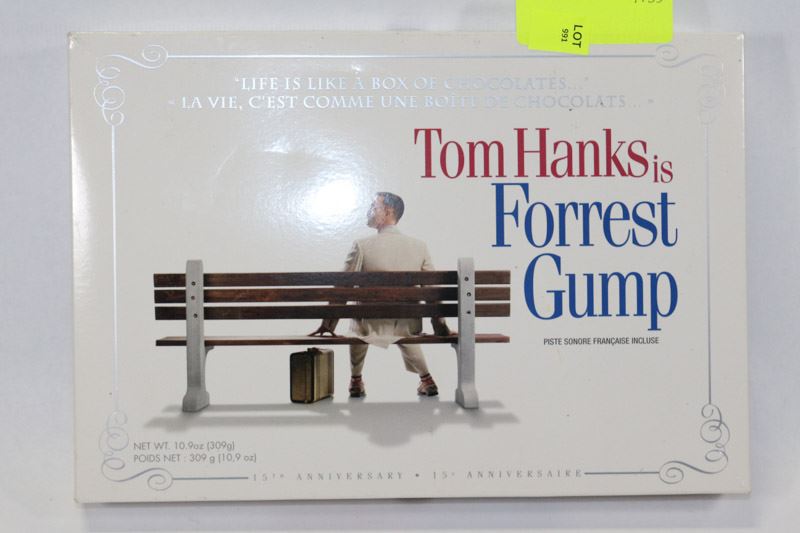 LOT
991
"LIFE IS LIKE A BOX OF CHOCOLATES..."
"LA VIE, C'EST COMME UNE BOÎTE DE CHOCOLATS..."
Tom Hanks is
Forrest
Gump
PISTE SONORE FRANÇAISE INCLUSE
NET WT. 10.9oz (309g)
POIDS NET : 309 g (10,9 oz)
15TH ANNIVERSARY • 15E ANNIVERSAIRE